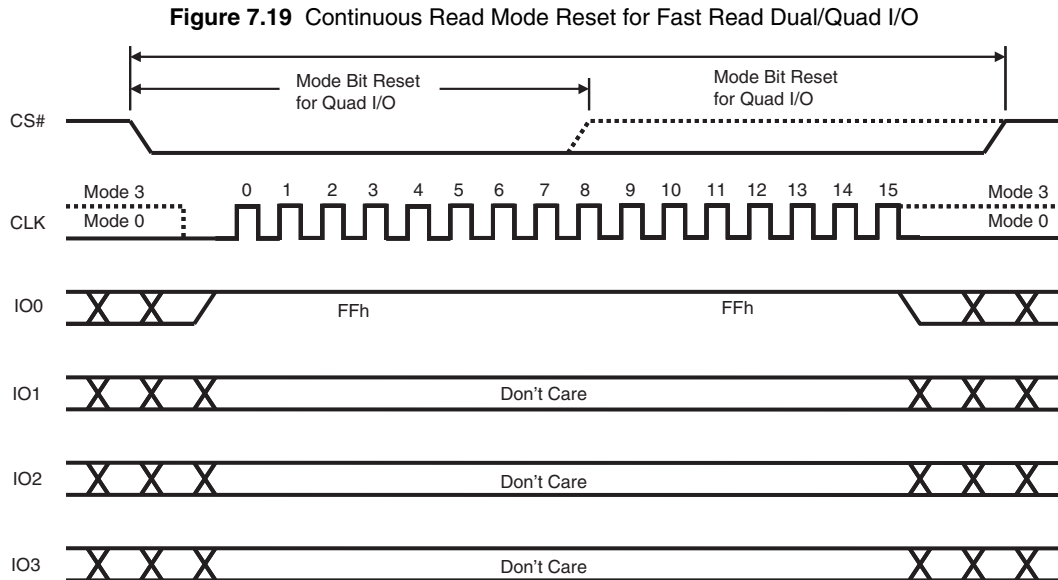 Figure 7.19 Continuous Read Mode Reset for Fast Read Dual/Quad I/O
Mode Bit Reset
for Quad I/O
Mode Bit Reset
for Quad I/O
CS#
Mode 3
0 1 2 3 4 5 6 7 8 9 10 11 12 13 14 15
Mode 3
CLK
Mode 0
Mode 0
IO0
FFh
FFh
IO1
Don't Care
IO2
Don't Care
IO3
Don't Care